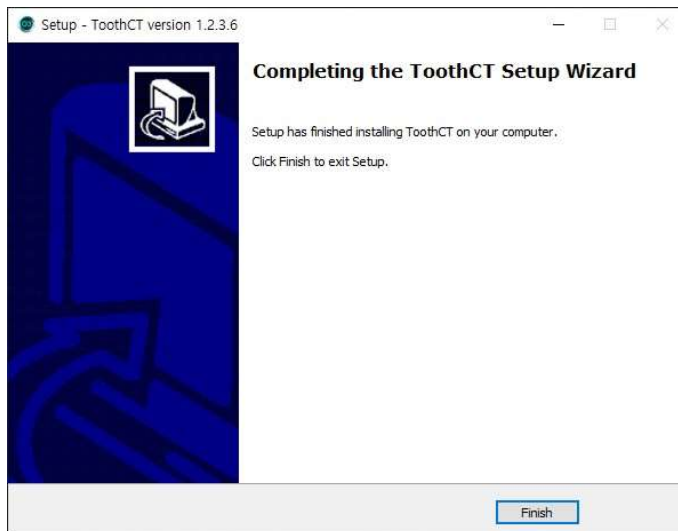 Setup - ToothCT version 1.2.3.6
Completing the ToothCT Setup Wizard
Setup has finished installing ToothCT on your computer.
Click Finish to exit Setup.
Finish